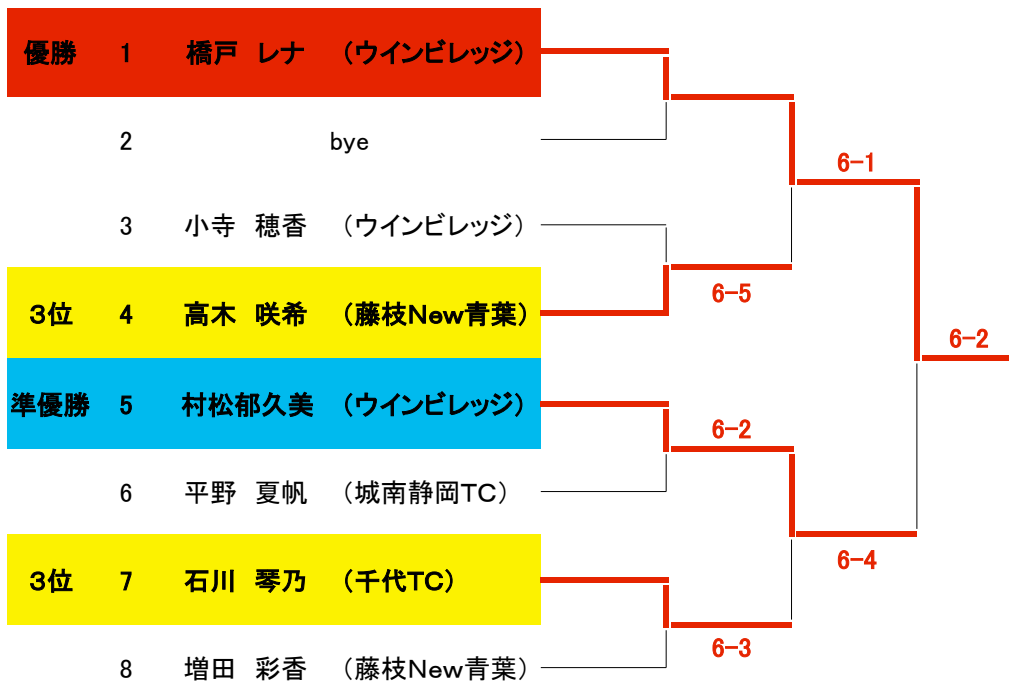 優勝 1 橋戸 レナ (ウインビレッジ)
2 bye
6-1
3 小寺 穂香 (ウインビレッジ)
6-5
3位 4 高木 咲希 (藤枝New青葉)
6-2
準優勝 5 村松郁久美 (ウインビレッジ)
6-2
6 平野 夏帆 (城南静岡TC)
6-4
3位 7 石川 琴乃 (千代TC)
6-3
8 増田 彩香 (藤枝New青葉)